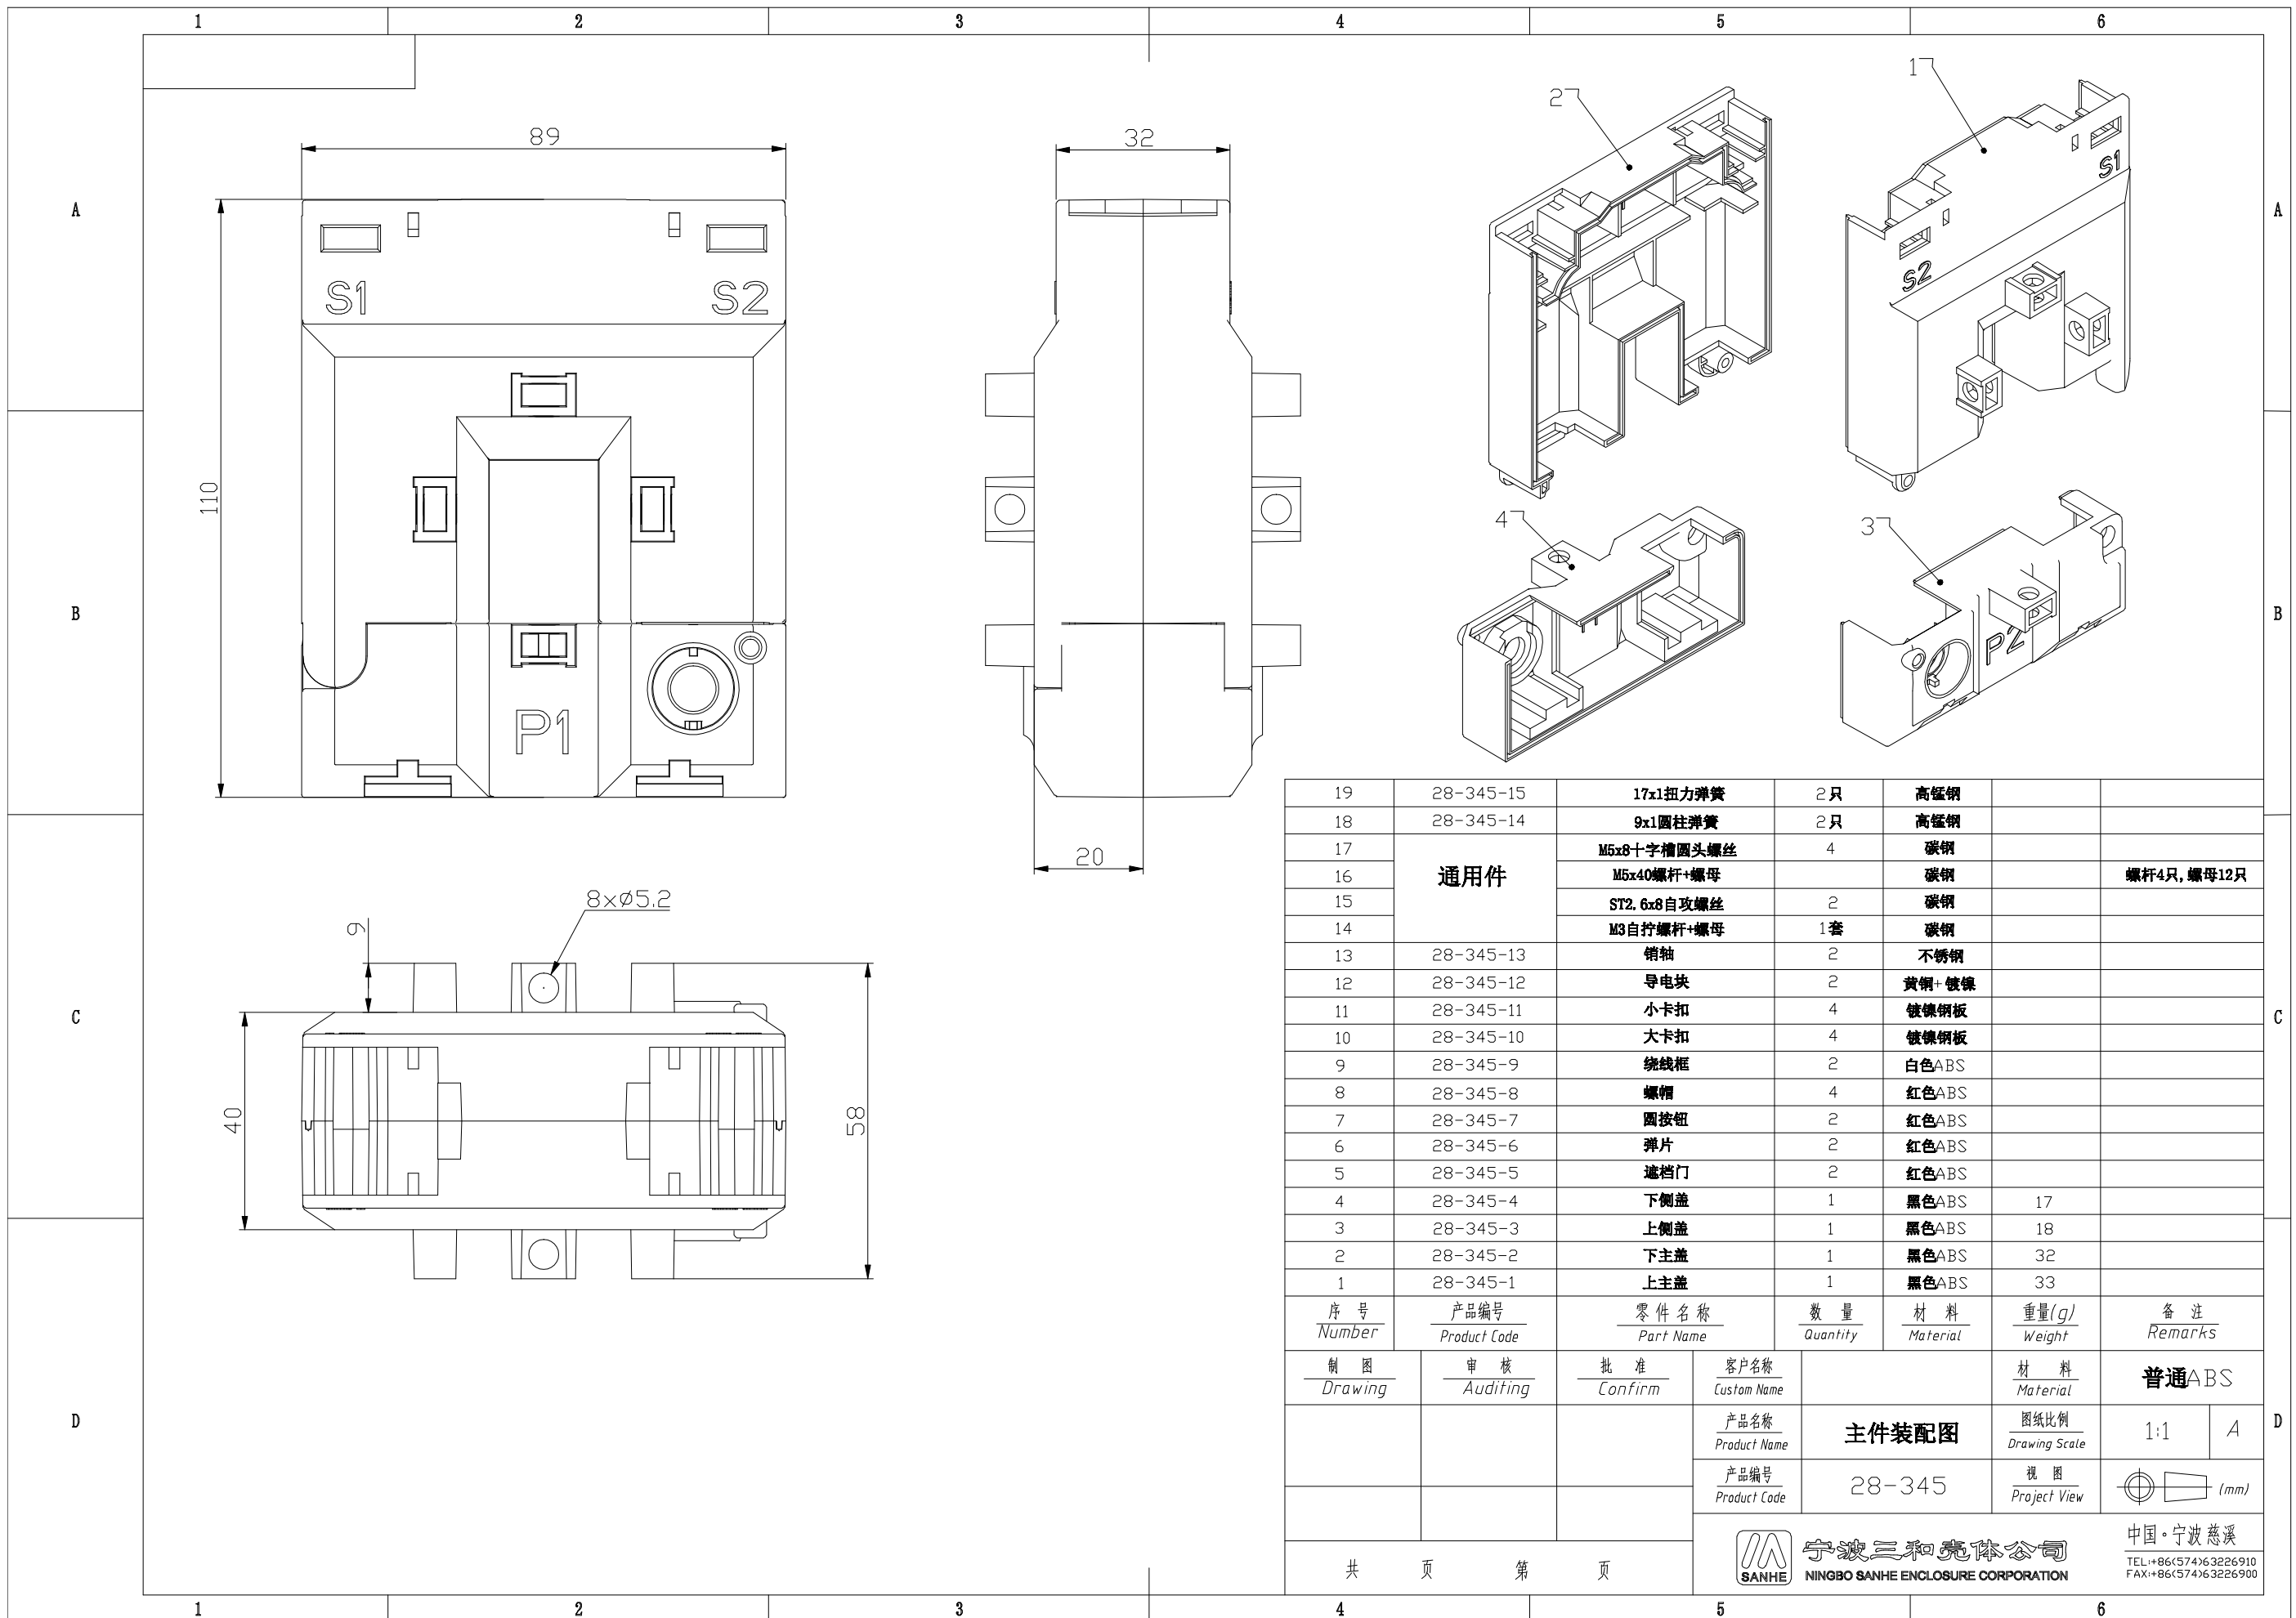 1 2 3 4 5 6
A A
B B
C C
D D
89
110
S1 S2
P1
32
20
8xø5.2
9
40
58
2
1
S1
S2
4
3
P2
19 28-345-15 17x1扭力弹簧 2只 高锰钢
18 28-345-14 9x1圆柱弹簧 2只 高锰钢
17 M5x8十字槽圆头螺丝 4 碳钢
通用件
16 M5x40螺杆+螺母 碳钢 螺杆4只,螺母12只
15 ST2.6x8自攻螺丝 2 碳钢
14 M3自拧螺杆+螺母 1套 碳钢
13 28-345-13 销轴 2 不锈钢
12 28-345-12 导电块 2 黄铜+镀镍
11 28-345-11 小卡扣 4 镀镍钢板
10 28-345-10 大卡扣 4 镀镍钢板
9 28-345-9 绕线框 2 白色ABS
8 28-345-8 螺帽 4 红色ABS
7 28-345-7 圆按钮 2 红色ABS
6 28-345-6 弹片 2 红色ABS
5 28-345-5 遮档门 2 红色ABS
4 28-345-4 下侧盖 1 黑色ABS 17
3 28-345-3 上侧盖 1 黑色ABS 18
2 28-345-2 下主盖 1 黑色ABS 32
1 28-345-1 上主盖 1 黑色ABS 33
序 号 产品编号 零件名称 数 量 材 料 重量(g) 备 注
Number Product Code Part Name Quantity Material Weight Remarks
制 图 审 核 批 准 客户名称 材 料 普通ABS
Drawing Auditing Confirm Custom Name Material
产品名称 主件装配图 图纸比例 1:1 A
Product Name Drawing Scale
产品编号 28-345 视 图 (mm)
Product Code Project View
共 页 第 页
SANHE
宁波三和壳体公司
NINGBO SANHE ENCLOSURE CORPORATION
中国·宁波慈溪
TEL:+86(574)63226910
FAX:+86(574)63226900
1 2 3 4 5 6